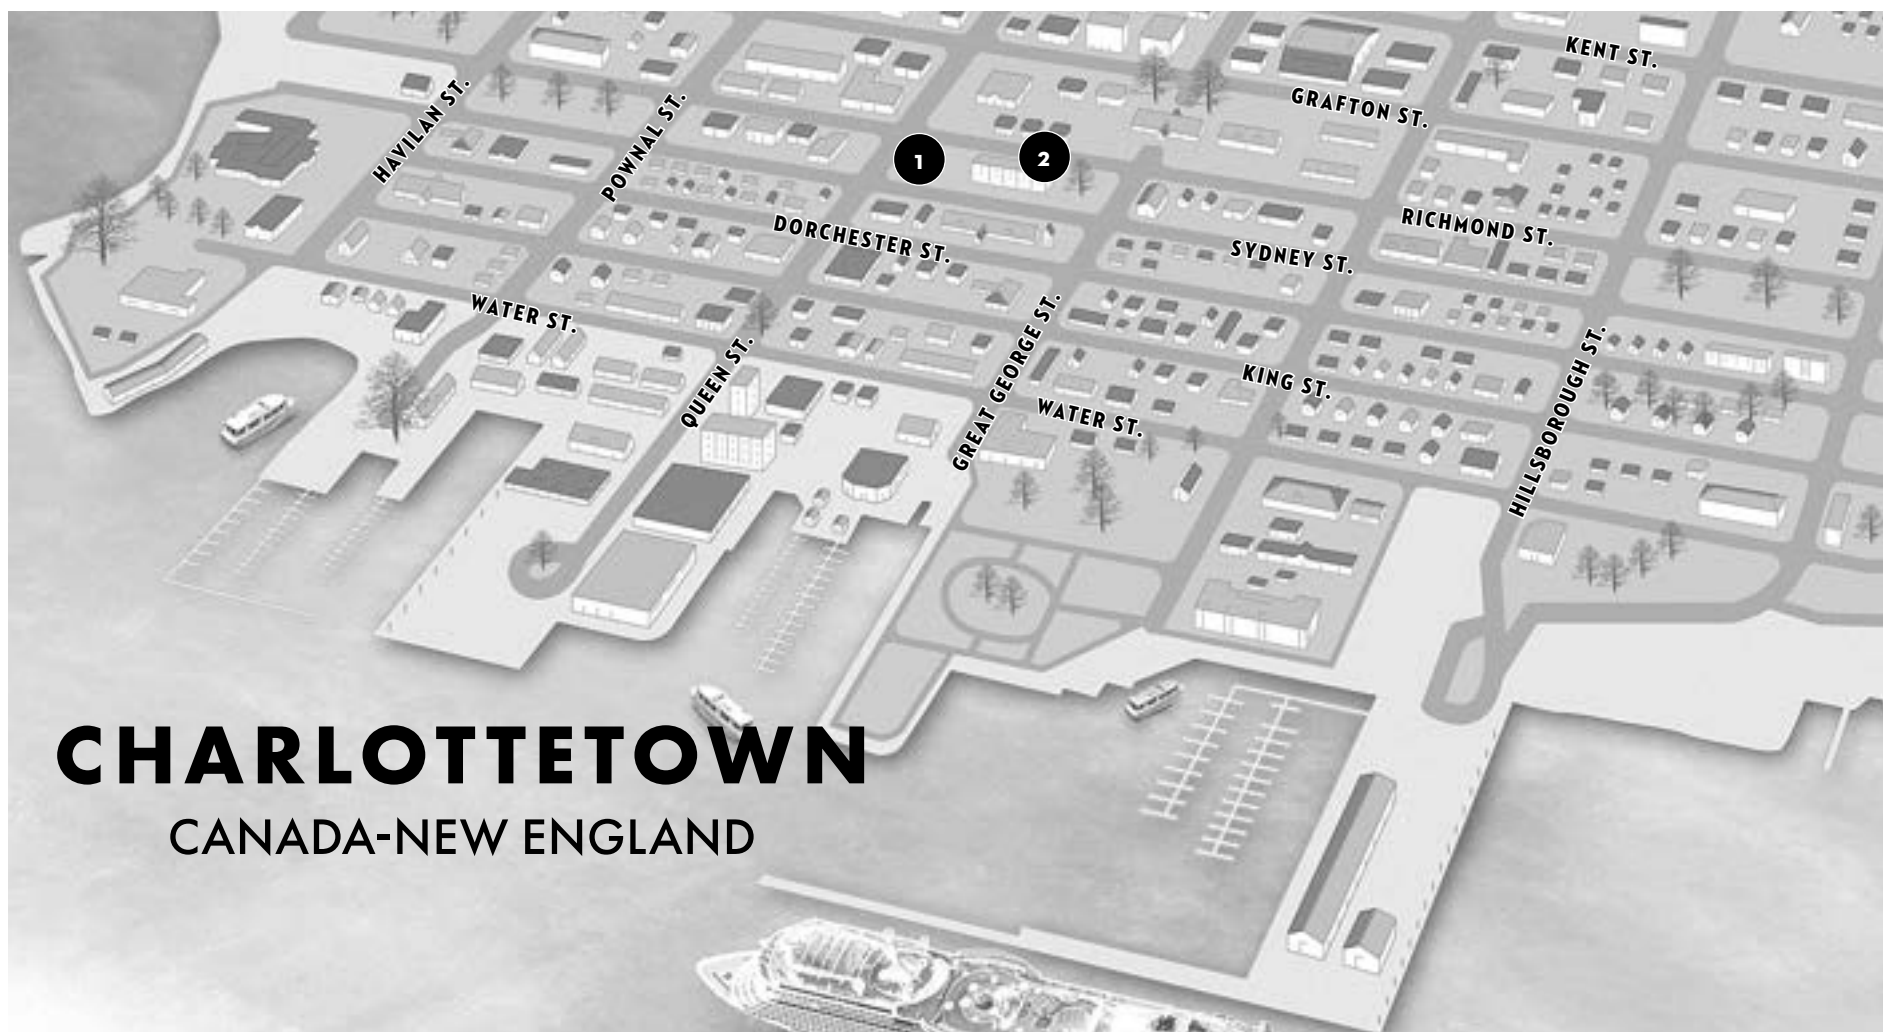 KENT ST.
GRAFTON ST.
HAVILAN ST.
POWNAL ST.
1
2
DORCHESTER ST.
RICHMOND ST.
SYDNEY ST.
WATER ST.
QUEEN ST.
GREAT GEORGE ST.
KING ST.
WATER ST.
HILLSBOROUGH ST.
CHARLOTTETOWN
CANADA-NEW ENGLAND